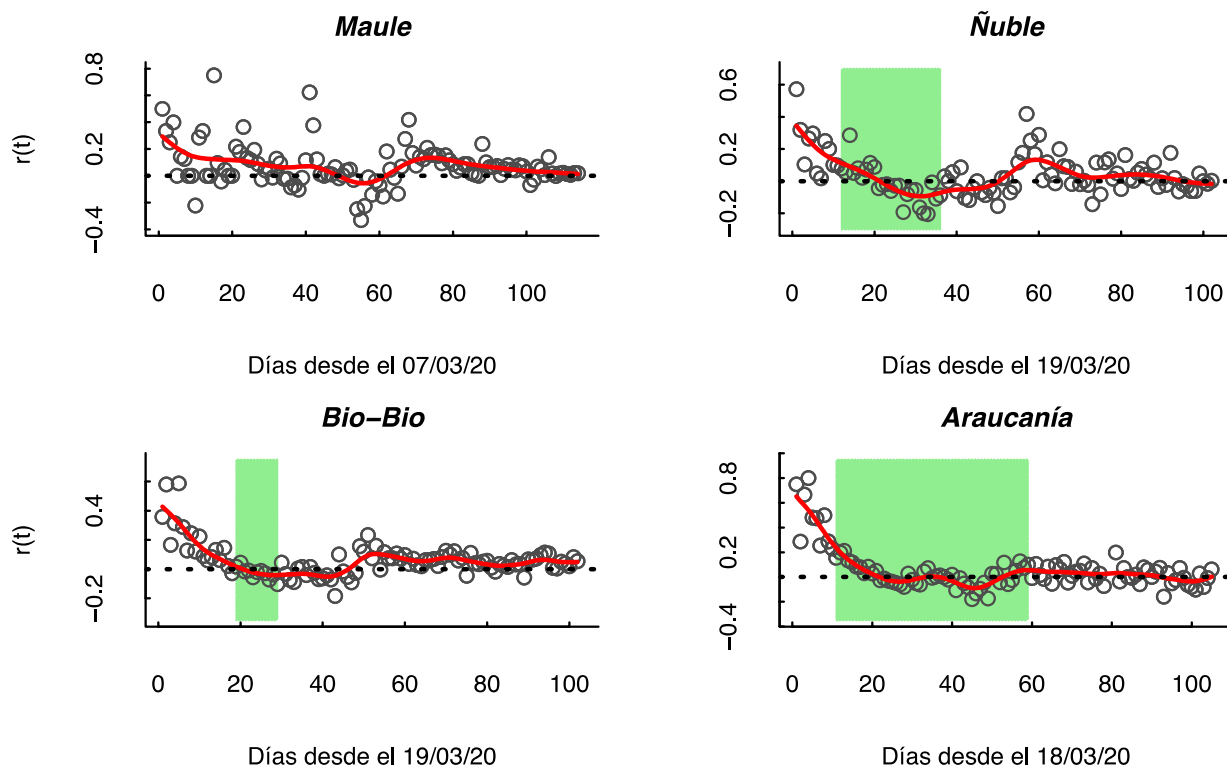 Maule
r(t)
0.8
0.2
−0.4
0 20 40 60 80 100
Días desde el 07/03/20
Ñuble
0.6
0.2
−0.2
0 20 40 60 80 100
Días desde el 19/03/20
Bio−Bio
r(t)
0.4
−0.2
0 20 40 60 80 100
Días desde el 19/03/20
Araucanía
0.8
0.2
−0.4
0 20 40 60 80 100
Días desde el 18/03/20